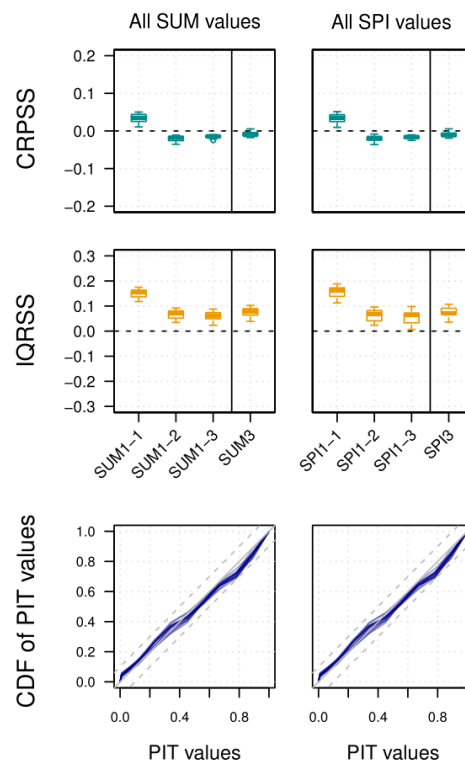 All SUM values
All SPI values
CRPSS
0.2
0.1
0.0
−0.1
−0.2
IQRSS
0.3
0.2
0.1
0.0
−0.1
−0.2
−0.3
SUM1−1
SUM1−2
SUM1−3
SUM3
SPI1−1
SPI1−2
SPI1−3
SPI3
CDF of PIT values
1.0
0.8
0.6
0.4
0.2
0.0
0.0 0.4 0.8
0.0 0.4 0.8
PIT values
PIT values